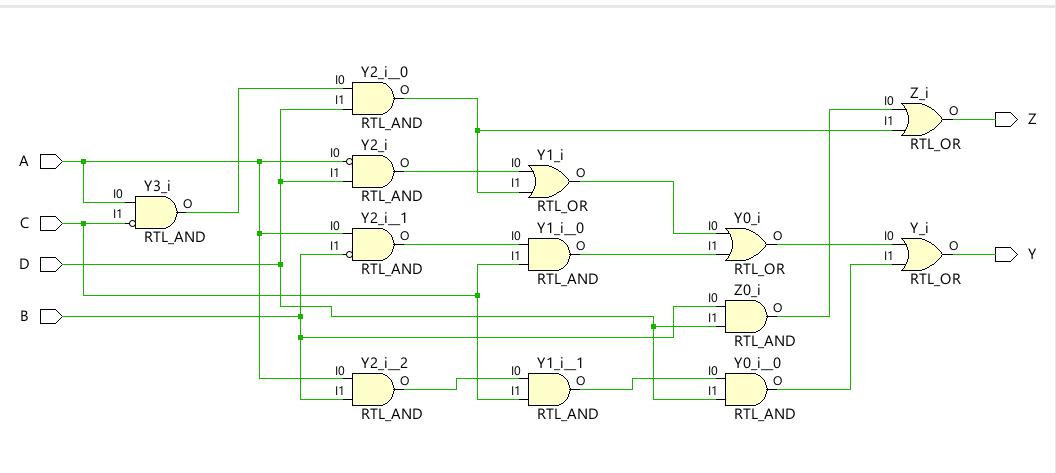 Y2_i__0
I0
I1
O
RTL_AND
Z_i
I0
I1
O
Z
RTL_OR
A
Y2_i
I0
I1
O
RTL_AND
Y1_i
I0
I1
O
RTL_OR
Y3_i
I0
I1
O
RTL_AND
C
Y2_i__1
I0
I1
O
RTL_AND
Y1_i__0
I0
I1
O
RTL_AND
Y0_i
I0
I1
O
RTL_OR
Y_i
I0
I1
O
Y
RTL_OR
D
B
Z0_i
I0
I1
O
RTL_AND
Y2_i__2
I0
I1
O
RTL_AND
Y1_i__1
I0
I1
O
RTL_AND
Y0_i__0
I0
I1
O
RTL_AND